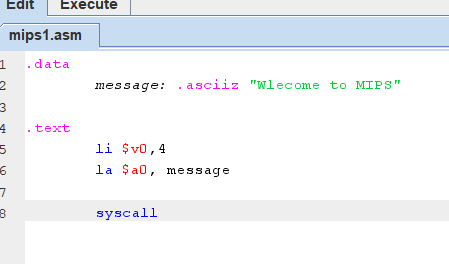 Edit Execute
mips1.asm
1 .data
2 message: .asciiz "Wlecome to MIPS"
3
4 .text
5 li $v0,4
6 la $a0, message
7
8 syscall